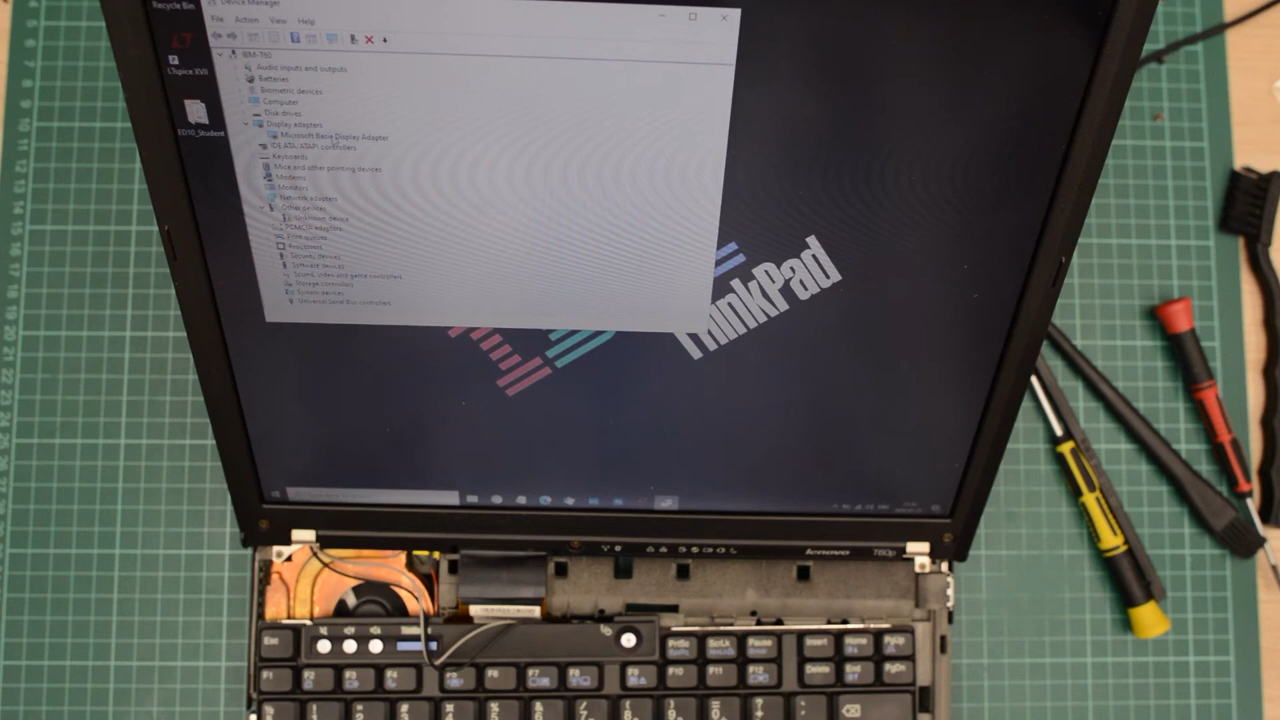 Recycle Bin
LTspice XVII
ED10_Student
Device Manager
File Action View Help
IBM-T60
Audio inputs and outputs
Batteries
Biometric devices
Computer
Disk drives
Display adapters
Microsoft Basic Display Adapter
IDE ATA/ATAPI controllers
Keyboards
Mice and other pointing devices
Modems
Monitors
Network adapters
Other devices
Unknown device
PCMCIA adapters
Print queues
Processors
Security devices
Software devices
Sound, video and game controllers
Storage controllers
System devices
Universal Serial Bus controllers
ThinkPad
lenovo T60p
Esc PrtSc ScrLk Pause Insert Home PgUp
F1 F2 F3 F4 F5 F6 F7 F8 F9 F10 F11 F12 Delete End PgDn